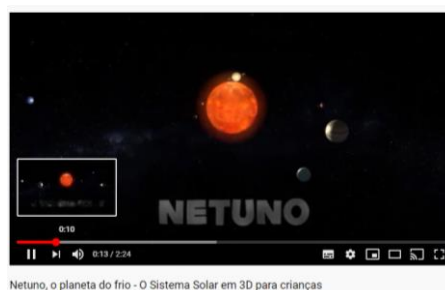 NETUNO
0:10
0:13 / 2:24
Netuno, o planeta do frio - O Sistema Solar em 3D para crianças